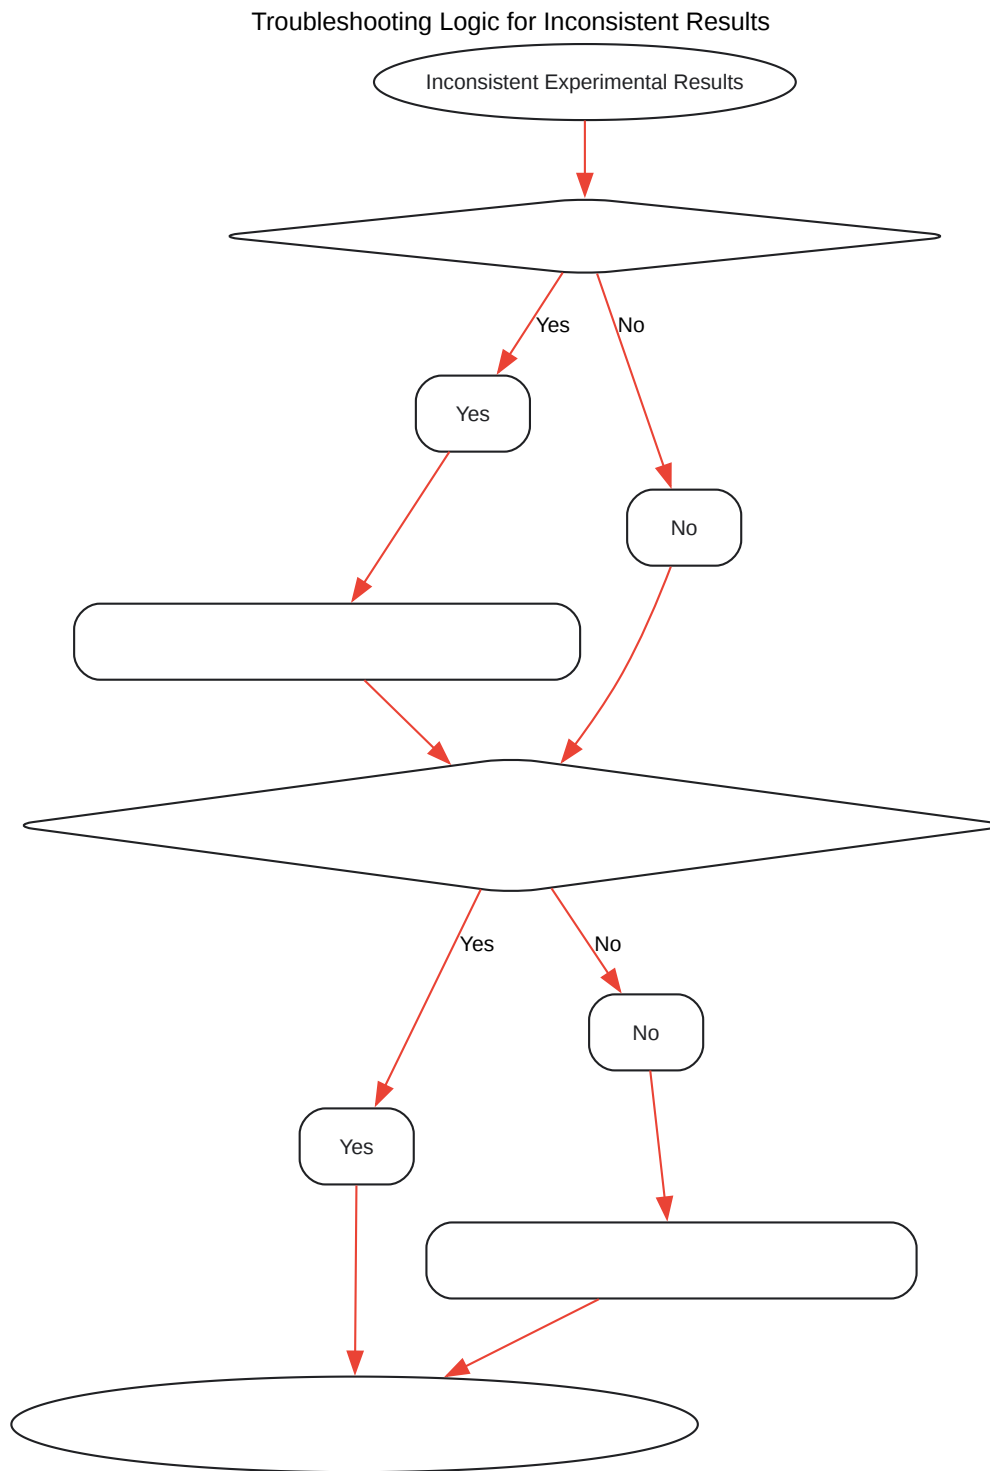 Troubleshooting Logic for Inconsistent Results
Inconsistent Experimental Results
Yes
No
Yes
No
Yes
No
No
Yes